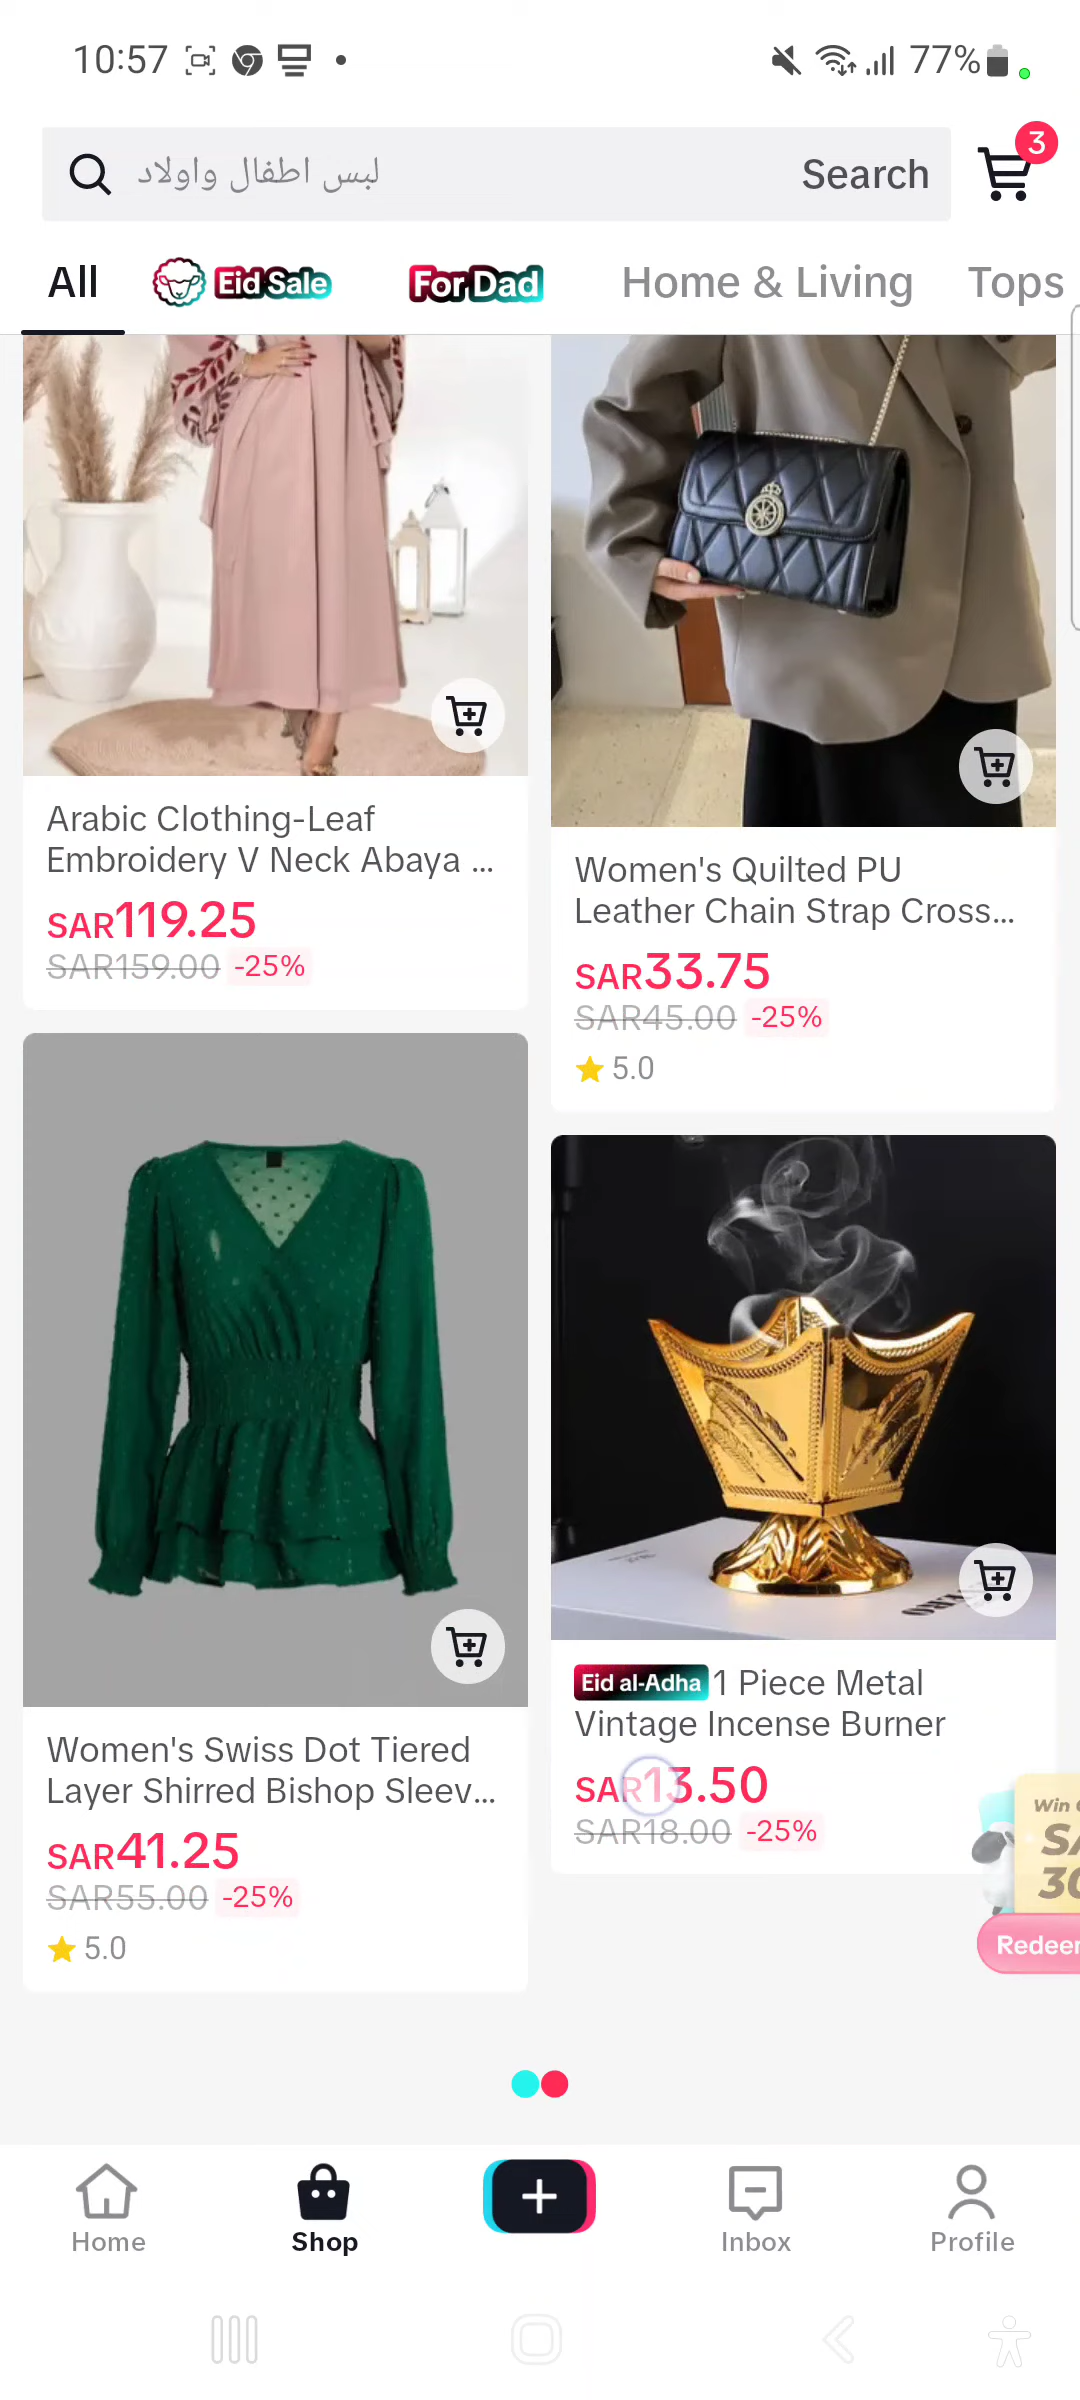 10:57
77%
لبس اطفال واولاد
Search
3
All
Eid Sale
For Dad
Home & Living
Tops
Arabic Clothing-Leaf
Embroidery V Neck Abaya ...
SAR119.25
SAR159.00 -25%
Women's Quilted PU
Leather Chain Strap Cross...
SAR33.75
SAR45.00 -25%
5.0
Women's Swiss Dot Tiered
Layer Shirred Bishop Sleev...
SAR41.25
SAR55.00 -25%
5.0
Eid al-Adha 1 Piece Metal
Vintage Incense Burner
SAR13.50
SAR18.00 -25%
Win
30
Redeem
Home
Shop
Inbox
Profile